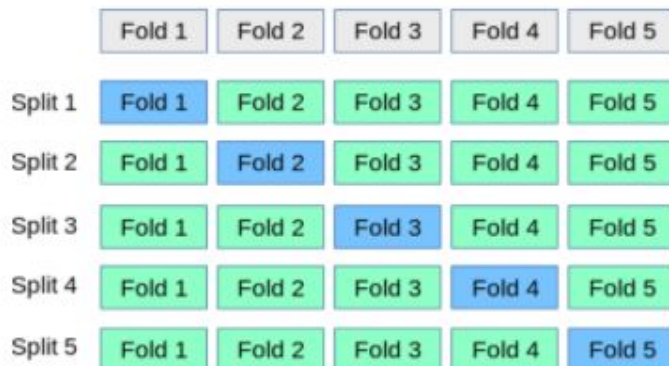 Fold 1 Fold 2 Fold 3 Fold 4 Fold 5
Split 1 Fold 1 Fold 2 Fold 3 Fold 4 Fold 5
Split 2 Fold 1 Fold 2 Fold 3 Fold 4 Fold 5
Split 3 Fold 1 Fold 2 Fold 3 Fold 4 Fold 5
Split 4 Fold 1 Fold 2 Fold 3 Fold 4 Fold 5
Split 5 Fold 1 Fold 2 Fold 3 Fold 4 Fold 5